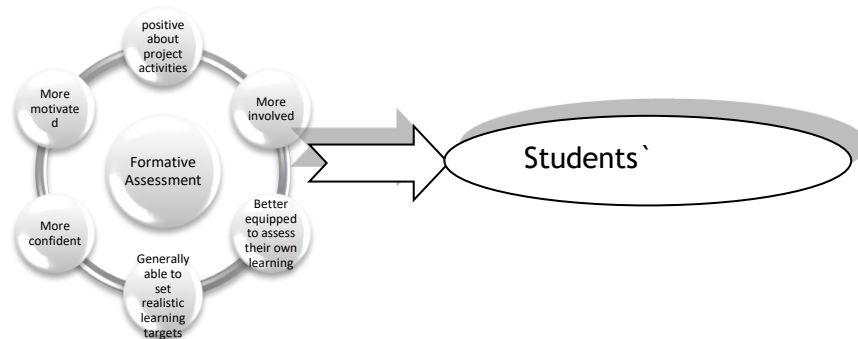 positive
about
project
activities
More
involved
Better
equipped
to assess
their own
learning
Generally
able to
set
realistic
learning
targets
More
confident
More
motivate
d
Formative
Assessment
Students`